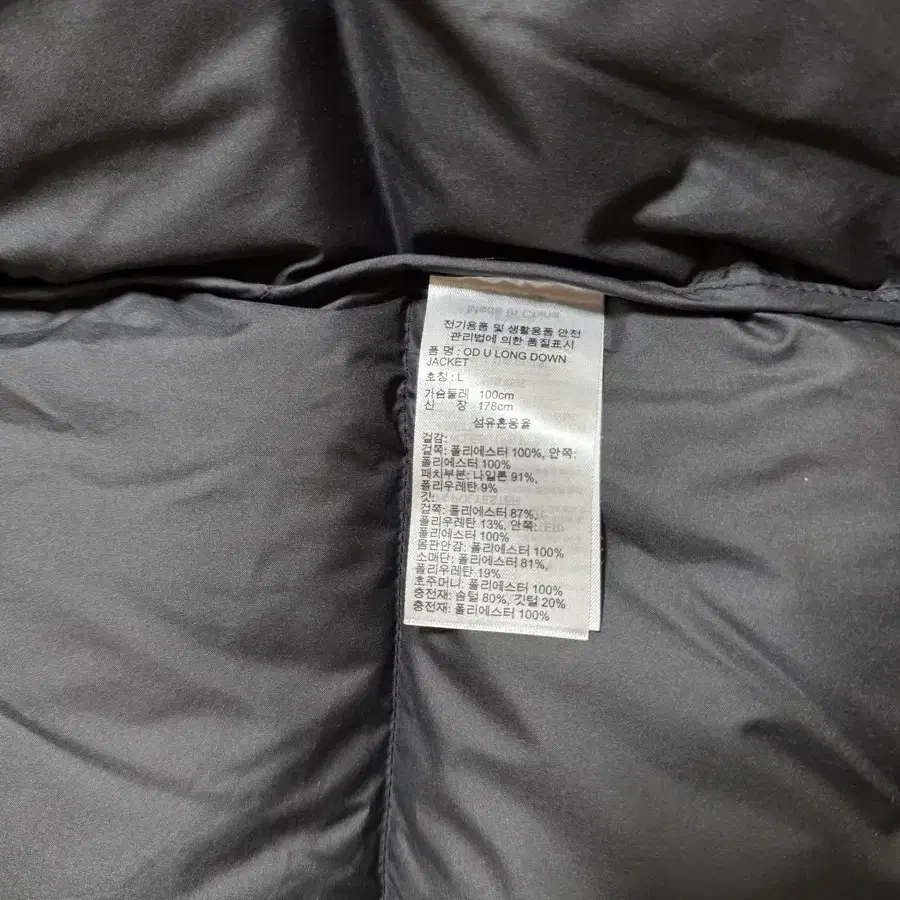 Made in China
전기용품 및 생활용품 안전
관리법에 의한 품질표시
품 명 : OD U LONG DOWN
JACKET
호칭 : L
가슴둘레 100cm
신 장 178cm
섬유혼용율
겉감:
겉쪽: 폴리에스터 100%, 안쪽:
폴리에스터 100%
패치부분: 나일론 91%,
폴리우레탄 9%
깃:
겉쪽: 폴리에스터 87%,
폴리우레탄 13%, 안쪽:
폴리에스터 100%
몸판안감: 폴리에스터 100%
소매단: 폴리에스터 81%,
폴리우레탄 19%
호주머니: 폴리에스터 100%
충전재: 솜털 80%, 깃털 20%
충전재: 폴리에스터 100%